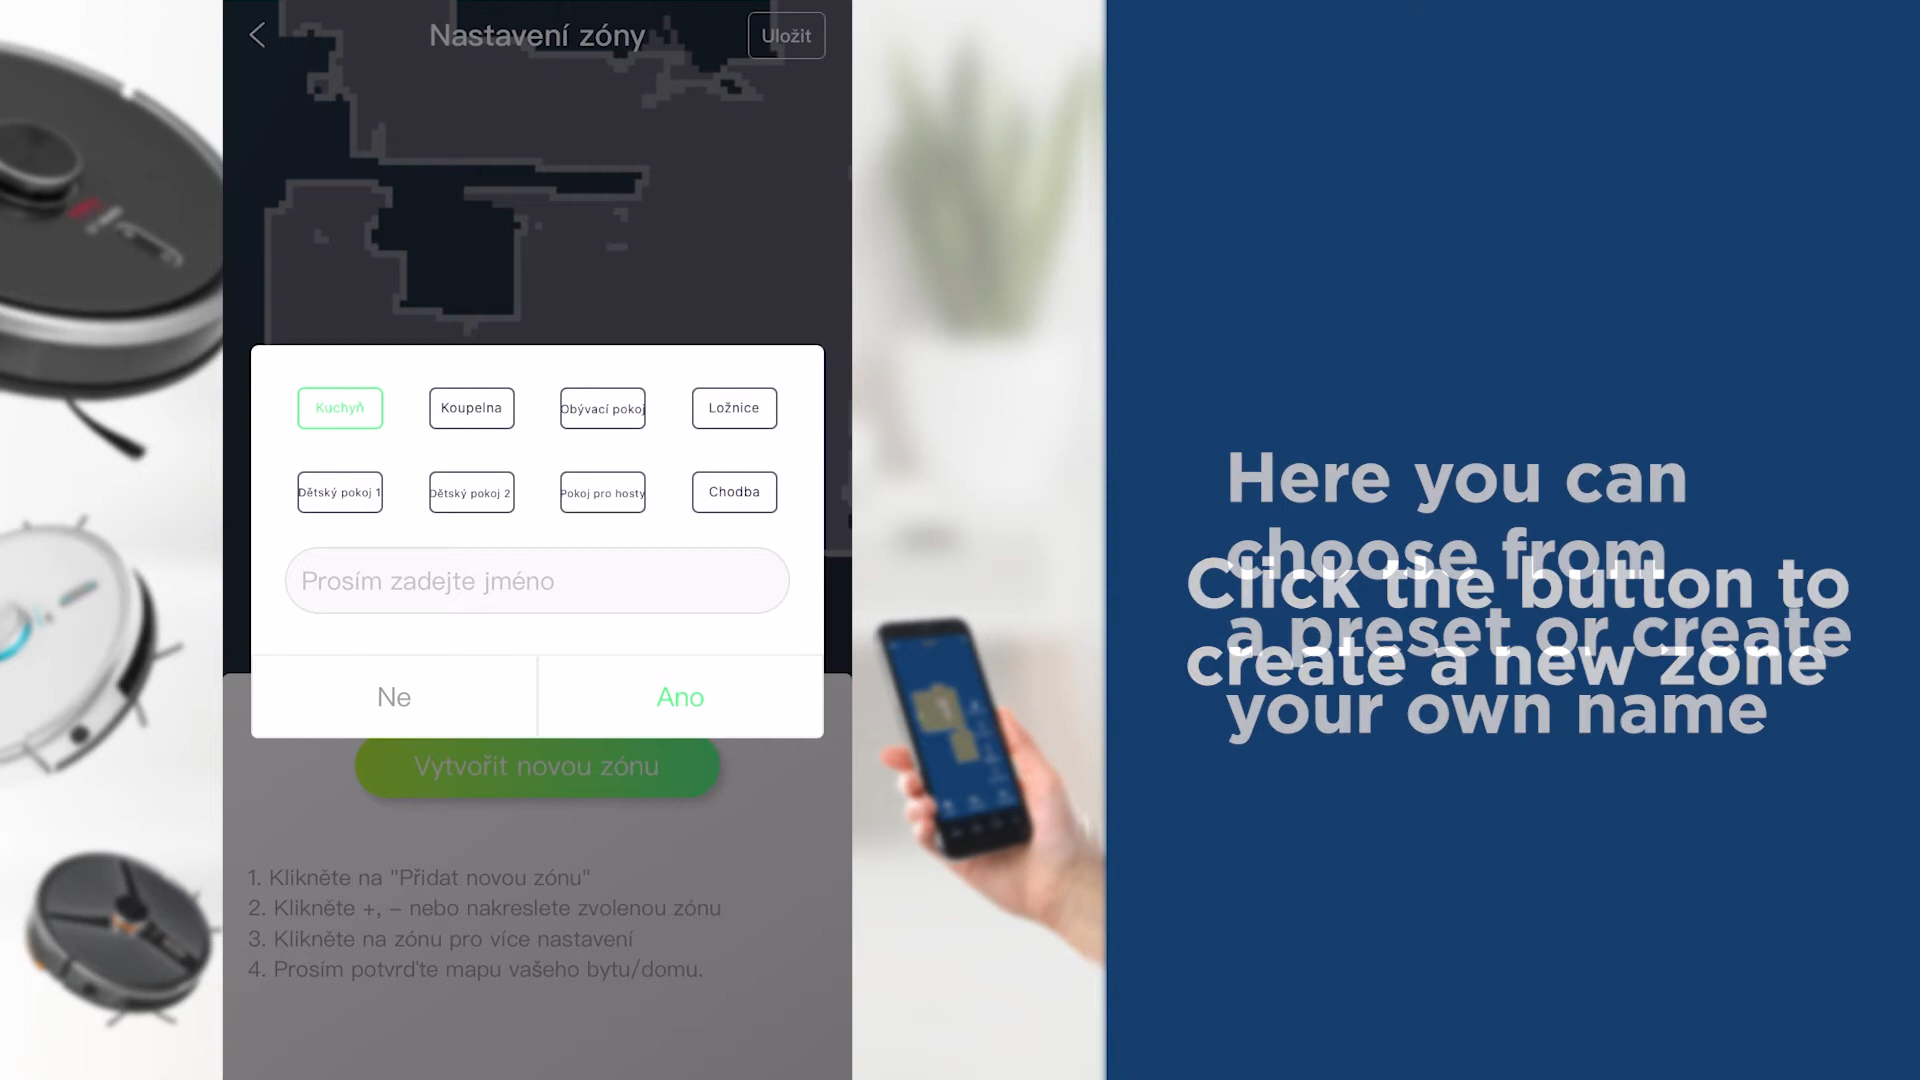 Nastavení zóny
Uložit
Kuchyň
Koupelna
Obývací pokoj
Ložnice
Dětský pokoj 1
Dětský pokoj 2
Pokoj pro hosty
Chodba
Prosím zadejte jméno
Ne
Ano
Vytvořit novou zónu
1. Klikněte na "Přidat novou zónu"
2. Klikněte +, – nebo nakreslete zvolenou zónu
3. Klikněte na zónu pro více nastavení
4. Prosím potvrďte mapu vašeho bytu/domu.
Here you can
choose from
a preset or create
your own name
Click the button to
create a new zone